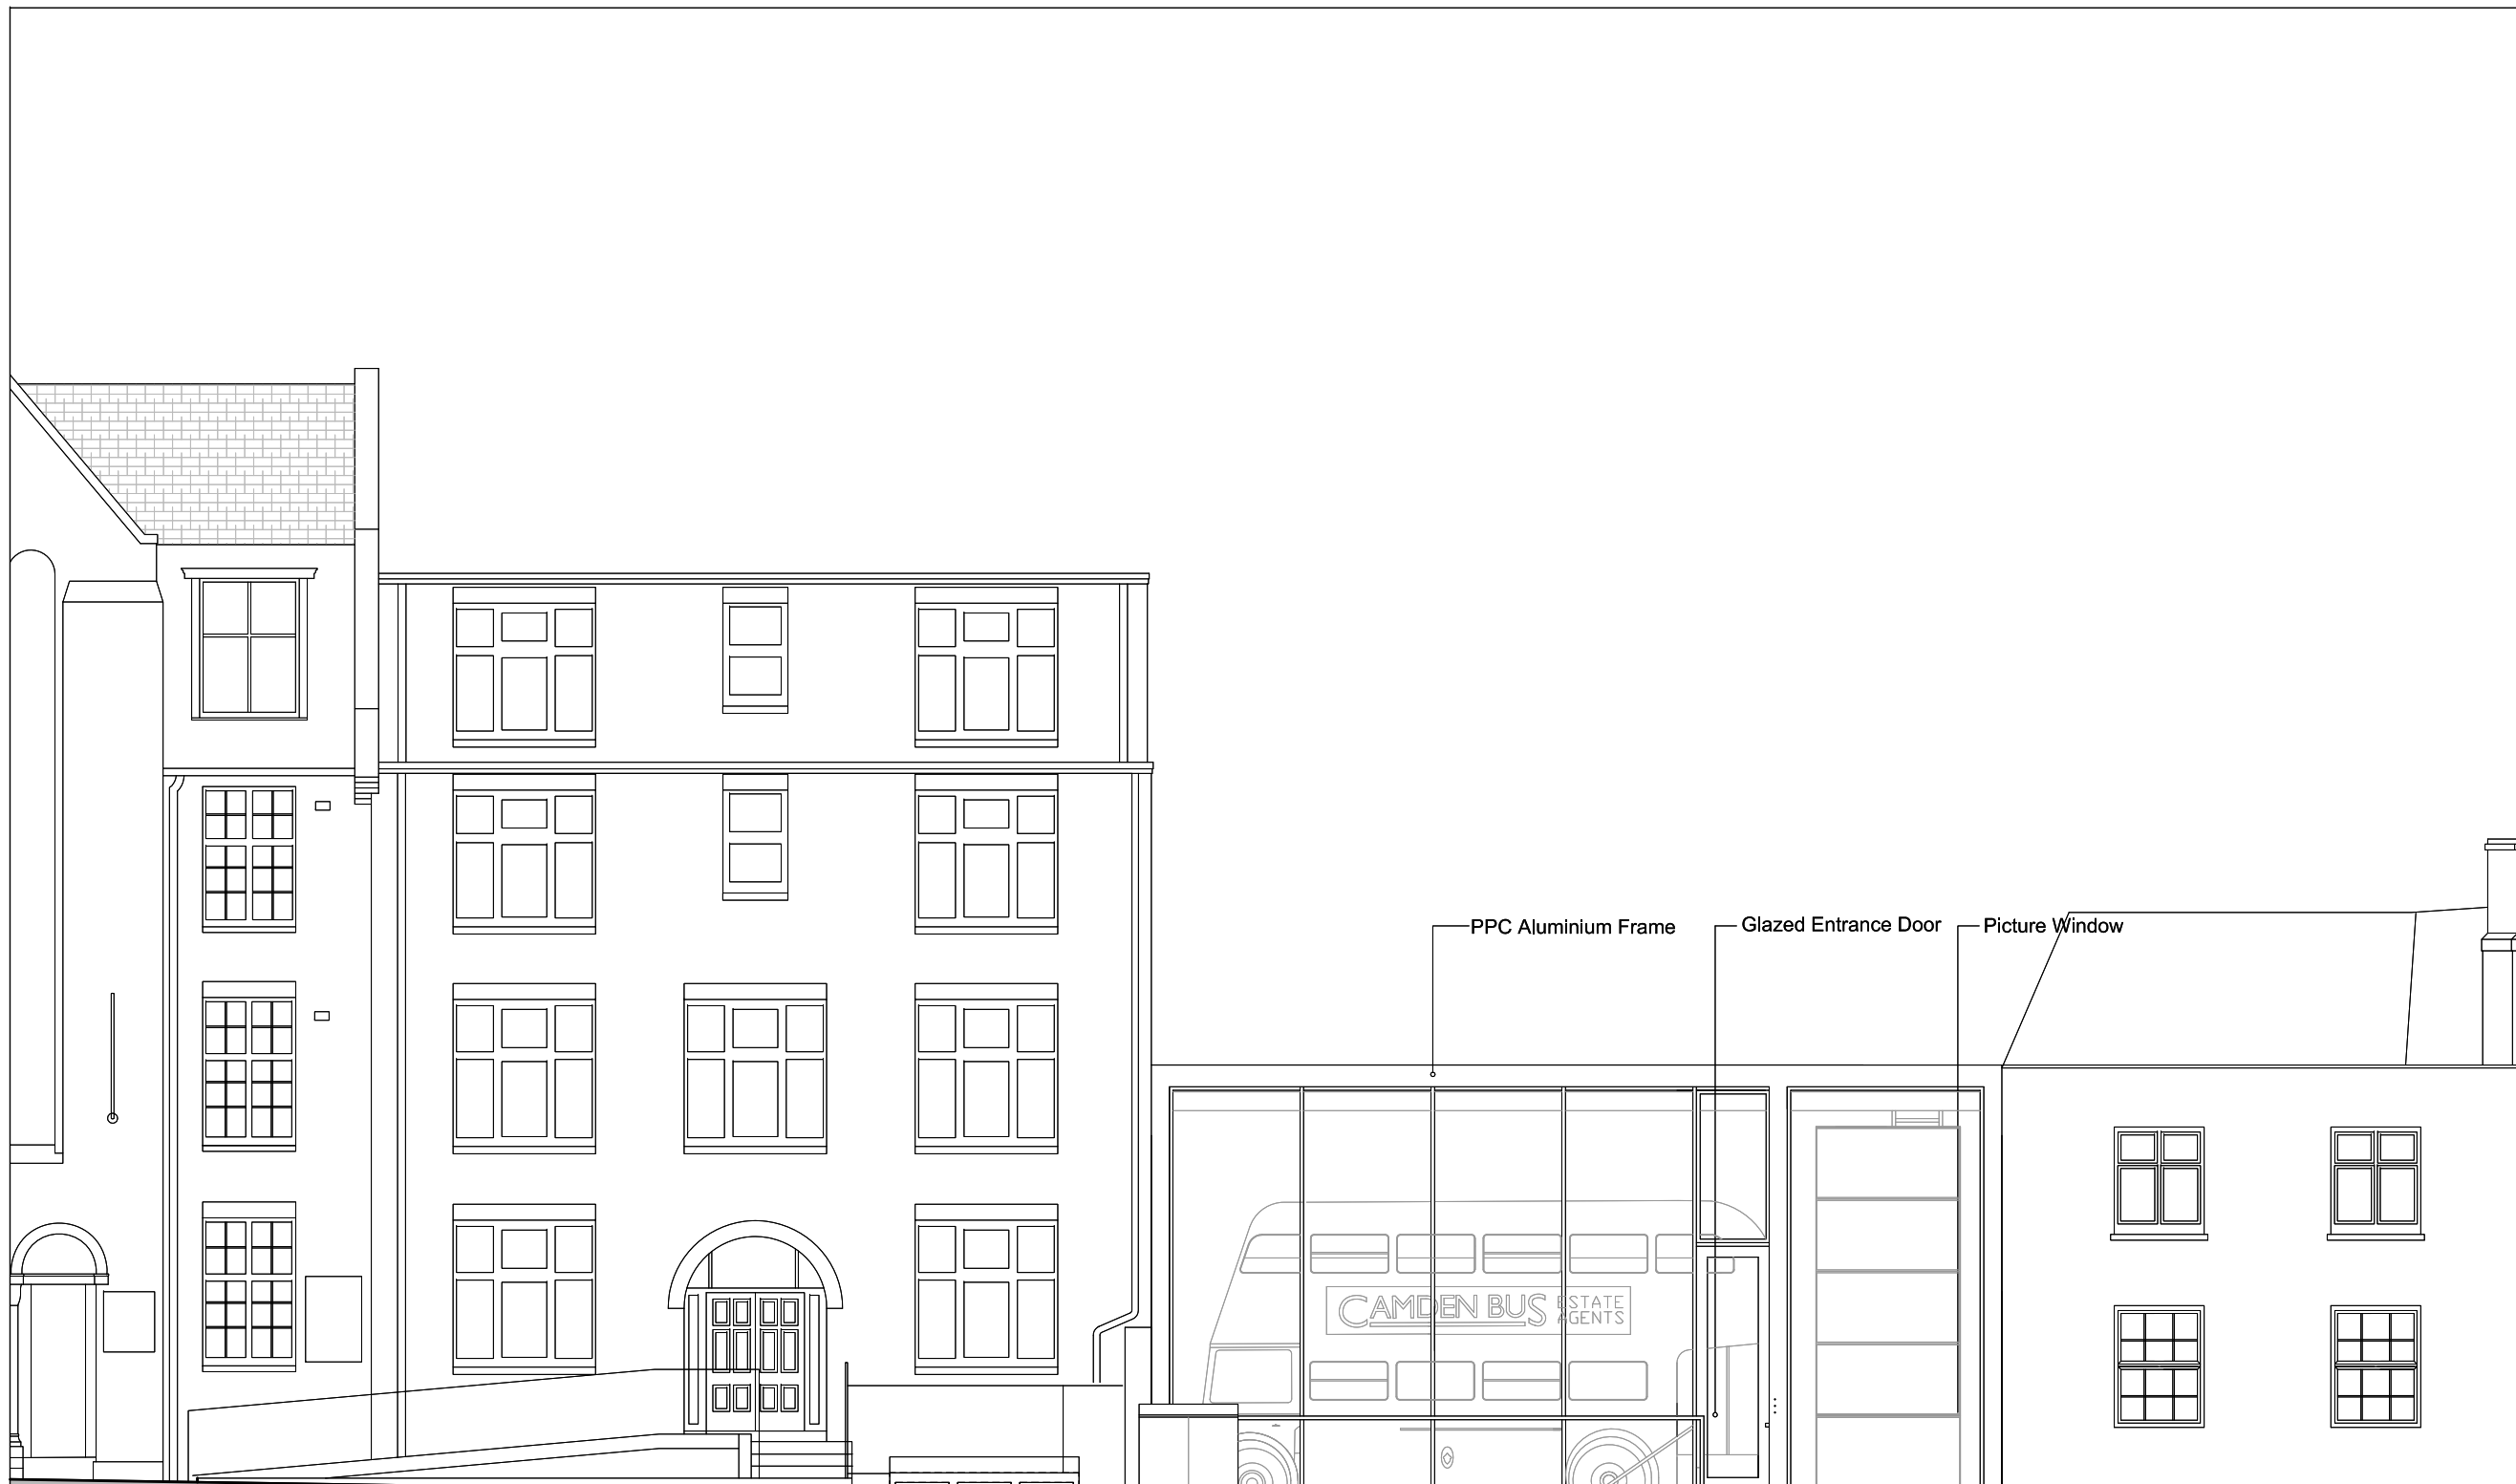 PPC Aluminium Frame
Glazed Entrance Door
Picture Window
CAMDEN BUS ESTATE
AGENTS